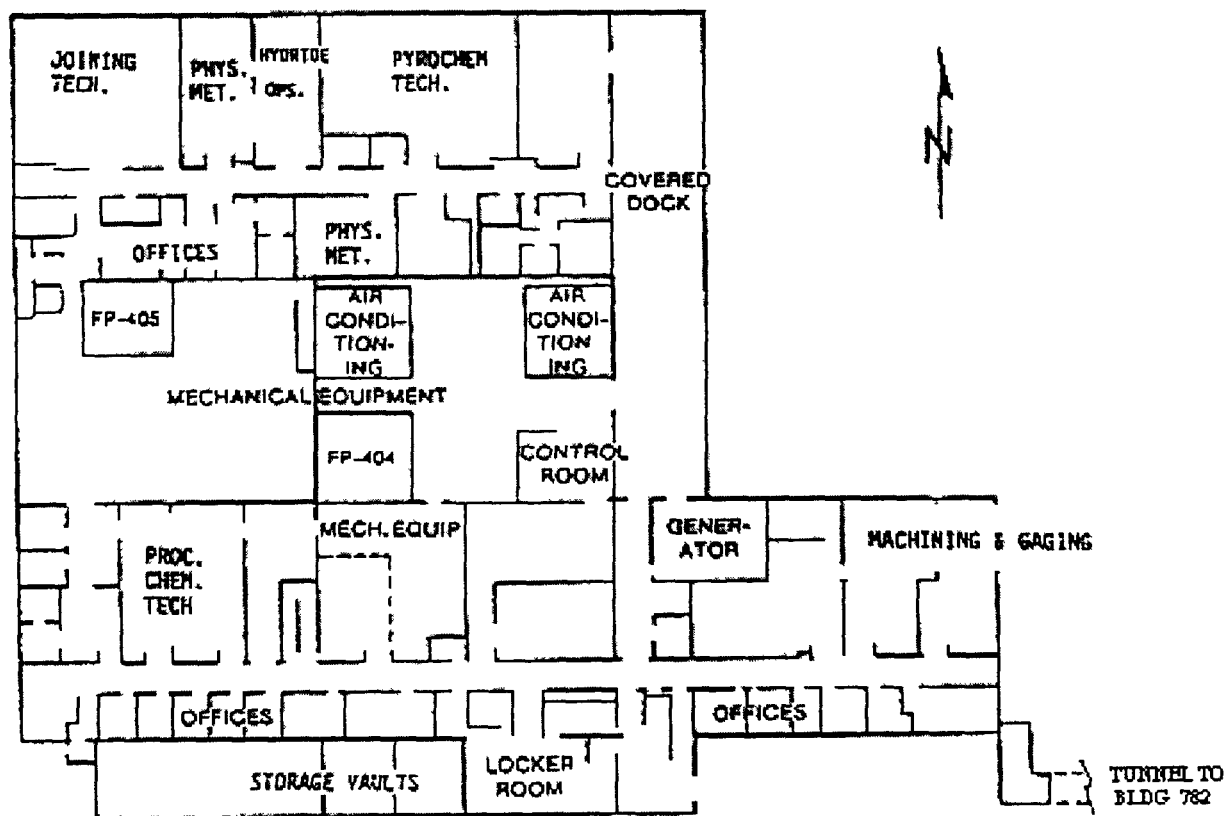 JOINING
TECH.
PHYS.
MET.
HYDRIDE
OPS.
PYROCHEM
TECH.
N
COVERED
DOCK
OFFICES
PHYS.
MET.
FP-405
AIR
CONDI-
TION-
ING
AIR
CONDI-
TION
ING
MECHANICAL EQUIPMENT
FP-404
CONTROL
ROOM
MECH. EQUIP
GENER-
ATOR
MACHINING & GAGING
PROC.
CHEM.
TECH
OFFICES
OFFICES
STORAGE VAULTS
LOCKER
ROOM
TUNNEL TO
BLDG 782